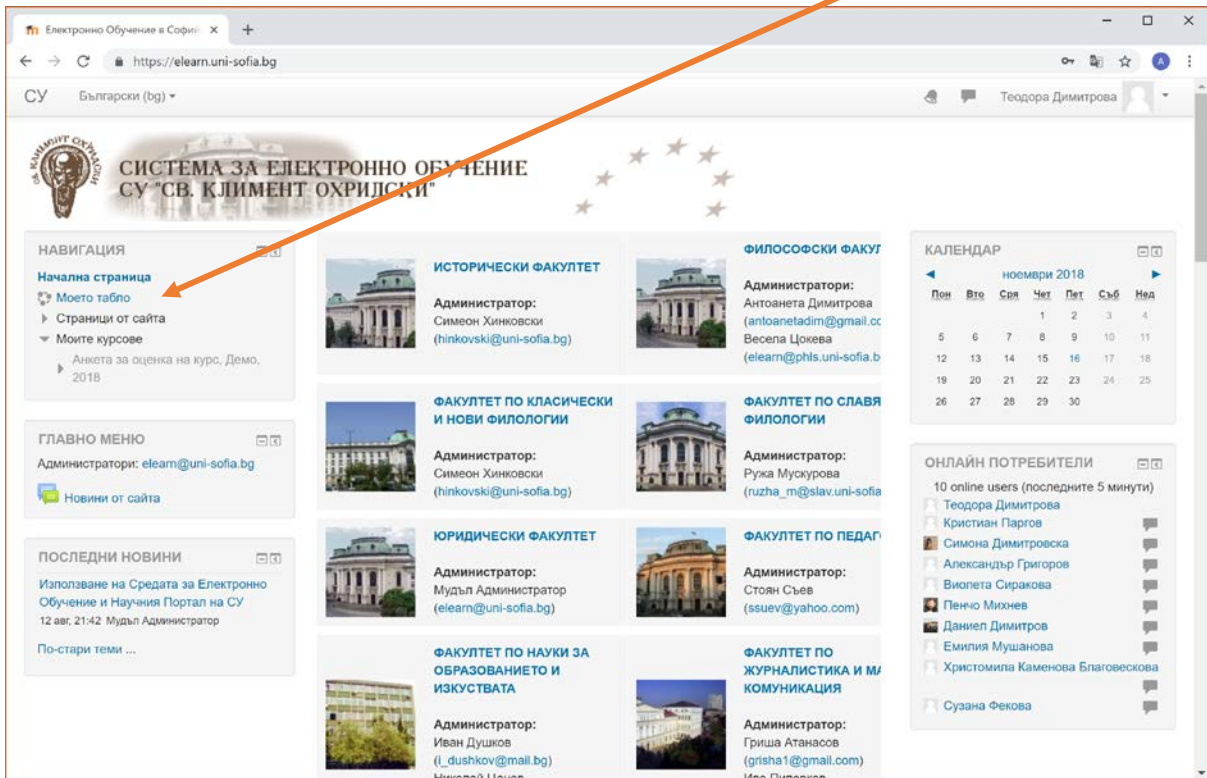 Електронно Обучение в Софий
https://elearn.uni-sofia.bg
СУ Български (bg)
Теодора Димитрова
СИСТЕМА ЗА ЕЛЕКТРОННО ОБУЧЕНИЕ
СУ "СВ. КЛИМЕНТ ОХРИДСКИ"
НАВИГАЦИЯ
Начална страница
Моето табло
Страници от сайта
Моите курсове
Анкета за оценка на курс, Демо,
2018
ГЛАВНО МЕНЮ
Администратори: elearn@uni-sofia.bg
Новини от сайта
ПОСЛЕДНИ НОВИНИ
Използване на Средата за Електронно
Обучение и Научния Портал на СУ
12 авг, 21:42 Мудъл Администратор
По-стари теми ...
ИСТОРИЧЕСКИ ФАКУЛТЕТ
Администратор:
Симеон Хинковски
(hinkovski@uni-sofia.bg)
ФИЛОСОФСКИ ФАКУЛ
Администратори:
Антоанета Димитрова
(antoanetadim@gmail.co
Весела Цокева
(elearn@phls.uni-sofia.b
ФАКУЛТЕТ ПО КЛАСИЧЕСКИ
И НОВИ ФИЛОЛОГИИ
Администратор:
Симеон Хинковски
(hinkovski@uni-sofia.bg)
ФАКУЛТЕТ ПО СЛАВЯ
ФИЛОЛОГИИ
Администратор:
Ружа Мускурова
(ruzha_m@slav.uni-sofia
ЮРИДИЧЕСКИ ФАКУЛТЕТ
Администратор:
Мудъл Администратор
(elearn@uni-sofia.bg)
ФАКУЛТЕТ ПО ПЕДАГ
Администратор:
Стоян Съев
(ssuev@yahoo.com)
ФАКУЛТЕТ ПО НАУКИ ЗА
ОБРАЗОВАНИЕТО И
ИЗКУСТВАТА
Администратор:
Иван Душков
(i_dushkov@mail.bg)
ФАКУЛТЕТ ПО
ЖУРНАЛИСТИКА И МА
КОМУНИКАЦИЯ
Администратор:
Гриша Атанасов
(grisha1@gmail.com)
КАЛЕНДАР
ноември 2018
Пон Вто Сря Чет Пет Съб Нед
1 2 3 4
5 6 7 8 9 10 11
12 13 14 15 16 17 18
19 20 21 22 23 24 25
26 27 28 29 30
ОНЛАЙН ПОТРЕБИТЕЛИ
10 online users (последните 5 минути)
Теодора Димитрова
Кристиан Паргов
Симона Димитровска
Александър Григоров
Виолета Сиракова
Пенчо Михнев
Даниел Димитров
Емилия Мушанова
Христомила Каменова Благовескова
Сузана Фекова